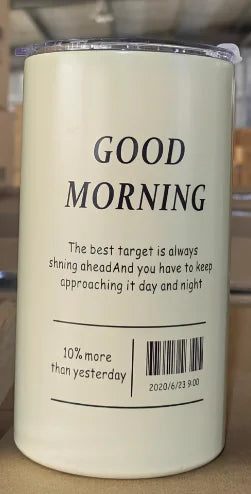 GOOD
MORNING
The best target is always
shning aheadAnd you have to keep
approaching it day and night
10% more
than yesterday
2020/6/23 9:00